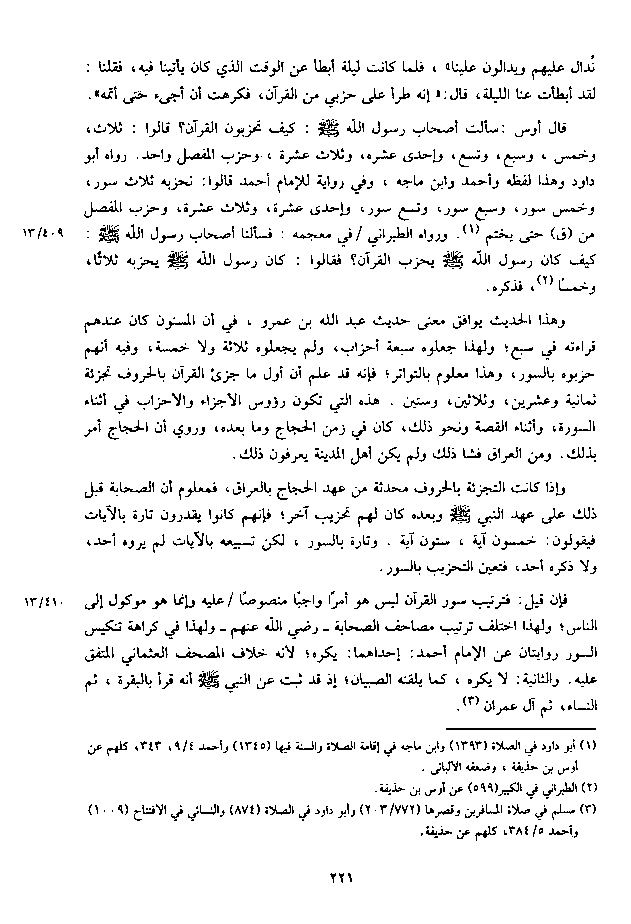 نُدال عليهم ويدالون علينا» ، فلما كانت ليلة أبطأ عن الوقت الذي كان يأتينا فيه، فقلنا :
لقد أبطأت عنا الليلة، قال: «إنه طرأ على حزبي من القرآن، فكرهت أن أجىء حتى أتمه».
قال أوس : سألت أصحاب رسول الله ﷺ : كيف تحزبون القرآن؟ قالوا : ثلاث،
وخمس ، وسبع، وتسع، وإحدى عشره، وثلاث عشرة ، وحزب المفصل واحد. رواه أبو
داود وهذا لفظه وأحمد وابن ماجه ، وفي رواية للإمام أحمد قالوا: نحزبه ثلاث سور،
وخمس سور، وسبع سور، وتسع سور، وإحدى عشرة، وثلاث عشرة، وحزب المفصل
من (ق) حتى يختم (١). ورواه الطبراني / في معجمه : فسألنا أصحاب رسول الله ﷺ : ١٣/٤٠٩
كيف كان رسول الله ﷺ يحزب القرآن؟ فقالوا : كان رسول الله ﷺ يحزبه ثلاثًا،
وخمسًا (٢)، فذكره.
وهذا الحديث يوافق معنى حديث عبد الله بن عمرو ، في أن المسنون كان عندهم
قراءته في سبع؛ ولهذا جعلوه سبعة أحزاب، ولم يجعلوه ثلاثة ولا خمسة، وفيه أنهم
حزبوه بالسور، وهذا معلوم بالتواتر؛ فإنه قد علم أن أول ما جزئ القرآن بالحروف تجزئة
ثمانية وعشرين، وثلاثين، وستين . هذه التي تكون رؤوس الأجزاء والأحزاب في أثناء
السورة، وأثناء القصة ونحو ذلك، كان في زمن الحجاج وما بعده، وروي أن الحجاج أمر
بذلك. ومن العراق فشا ذلك ولم يكن أهل المدينة يعرفون ذلك.
وإذا كانت التجزئة بالحروف محدثة من عهد الحجاج بالعراق، فمعلوم أن الصحابة قبل
ذلك على عهد النبي ﷺ وبعده كان لهم تحزيب آخر؛ فإنهم كانوا يقدرون تارة بالآيات
فيقولون: خمسون آية ، ستون آية . وتارة بالسور ، لكن تسبيعه بالآيات لم يروه أحد،
ولا ذكره أحد، فتعين التحزيب بالسور.
فإن قيل: فترتيب سور القرآن ليس هو أمرًا واجبًا منصوصًا / عليه وإنما هو موكول إلى ١٣/٤١٠
الناس؛ ولهذا اختلف ترتيب مصاحف الصحابة ـ رضي الله عنهم ـ ولهذا في كراهة تنكيس
السور روايتان عن الإمام أحمد: إحداهما: يكره؛ لأنه خلاف المصحف العثماني المتفق
عليه. والثانية: لا يكره ، كما يلقنه الصبيان؛ إذ قد ثبت عن النبي ﷺ أنه قرأ بالبقرة ، ثم
النساء، ثم آل عمران (٣).
(١) أبو داود في الصلاة (١٣٩٣) وابن ماجه في إقامة الصلاة والسنة فيها (١٣٤٥) وأحمد ٩/٤، ٣٤٣، كلهم عن
أوس بن حذيفة ، وضعفه الألباني .
(٢) الطبراني في الكبير(٥٩٩) عن أوس بن حذيفة.
(٣) مسلم في صلاة المسافرين وقصرها (٢٠٣/٧٧٢) وأبو داود في الصلاة (٨٧٤) والنسائي في الافتتاح (١٠٠٩)
وأحمد ٣٨٤/٥، كلهم عن حذيفة.
٢٢١